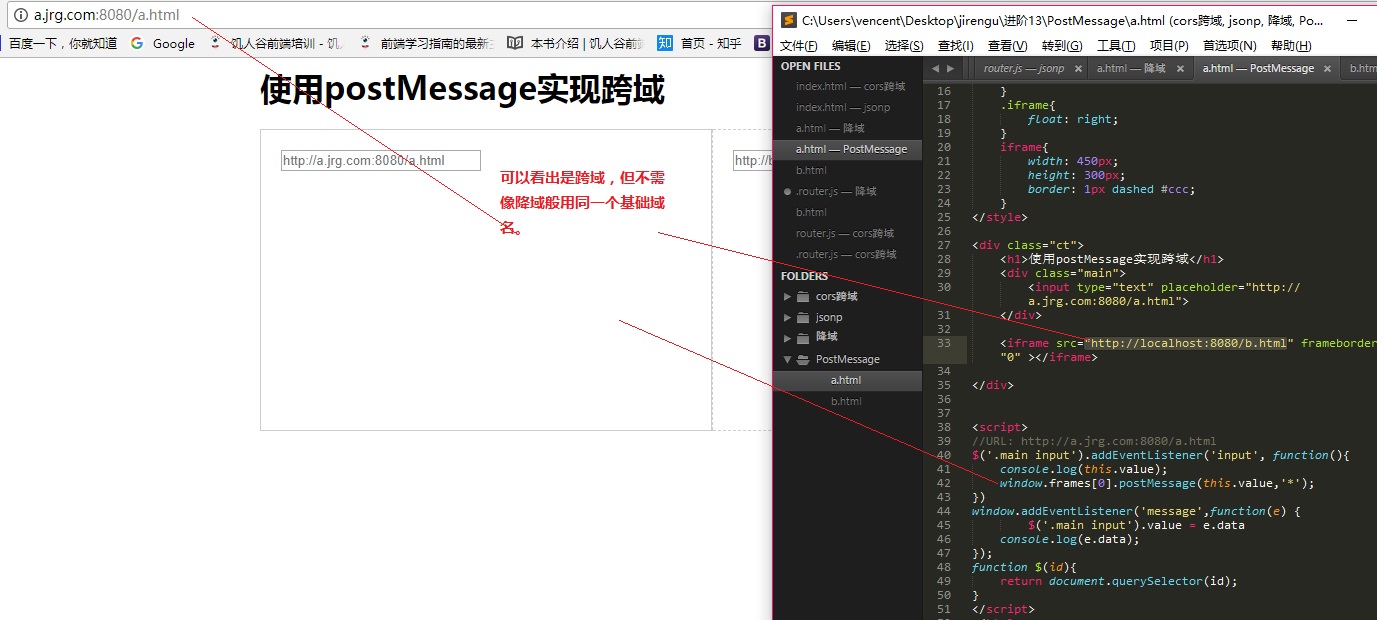 a.jrg.com:8080/a.html
百度一下，你就知道 Google 饥人谷前端培训 - 饥 前端学习指南的最新 本书介绍 | 饥人谷前端 知 首页 - 知乎 B
使用postMessage实现跨域
http://a.jrg.com:8080/a.html
http://b
可以看出是跨域，但不需
像降域般用同一个基础域
名。
C:\Users\vencent\Desktop\jirengu\进阶13\PostMessage\a.html (cors跨域, jsonp, 降域, Po...
文件(F) 编辑(E) 选择(S) 查找(I) 查看(V) 转到(G) 工具(T) 项目(P) 首选项(N) 帮助(H)
OPEN FILES
index.html — cors跨域
index.html — jsonp
a.html — 降域
a.html — PostMessage
b.html
.router.js — 降域
b.html
router.js — cors跨域
.router.js — cors跨域
FOLDERS
cors跨域
jsonp
降域
PostMessage
a.html
b.html
router.js — jsonp × a.html — 降域 × a.html — PostMessage × b.htm
16 }
17 .iframe{
18 float: right;
19 }
20 iframe{
21 width: 450px;
22 height: 300px;
23 border: 1px dashed #ccc;
24 }
25 </style>
26
27 <div class="ct">
28 <h1>使用postMessage实现跨域</h1>
29 <div class="main">
30 <input type="text" placeholder="http://
a.jrg.com:8080/a.html">
31 </div>
32
33 <iframe src="http://localhost:8080/b.html" frameborder
"0" ></iframe>
34
35 </div>
36
37
38 <script>
39 //URL: http://a.jrg.com:8080/a.html
40 $('.main input').addEventListener('input', function(){
41 console.log(this.value);
42 window.frames[0].postMessage(this.value,'*');
43 })
44 window.addEventListener('message',function(e) {
45 $('.main input').value = e.data
46 console.log(e.data);
47 });
48 function $(id){
49 return document.querySelector(id);
50 }
51 </script>